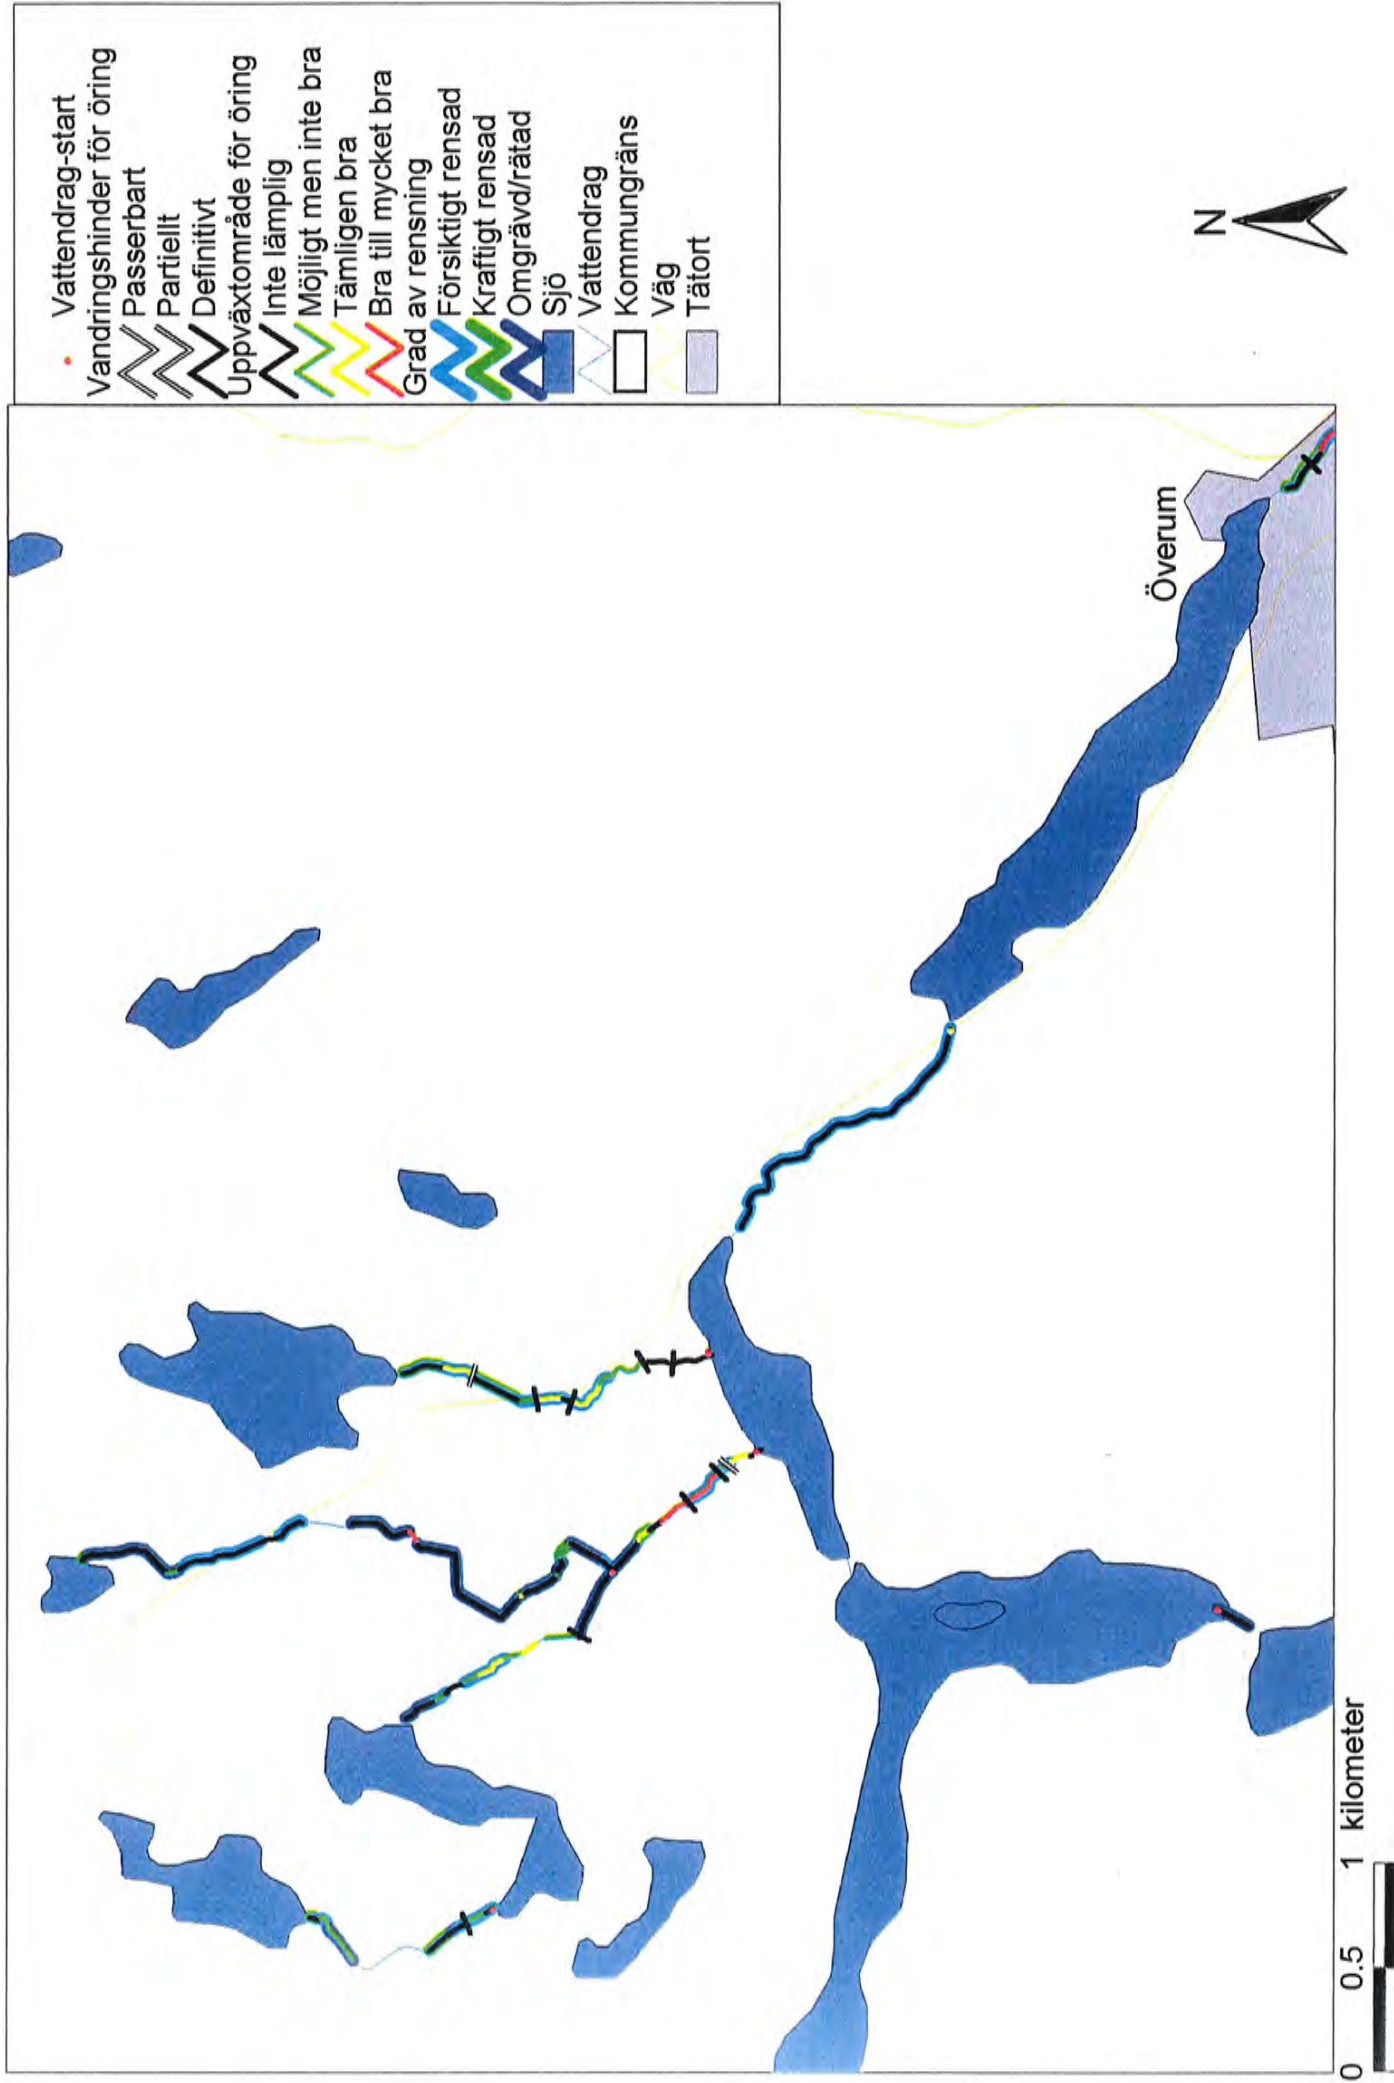 Vattendrag-start
Vandringshinder för öring
Passerbart
Partiellt
Definitivt
Uppväxtområde för öring
Inte lämplig
Möjligt men inte bra
Tämligen bra
Bra till mycket bra
Grad av rensning
Försiktigt rensad
Kraftigt rensad
Omgrävd/rätad
Sjö
Vattendrag
Kommungräns
Väg
Tätort
N
Överum
0 0.5 1 kilometer